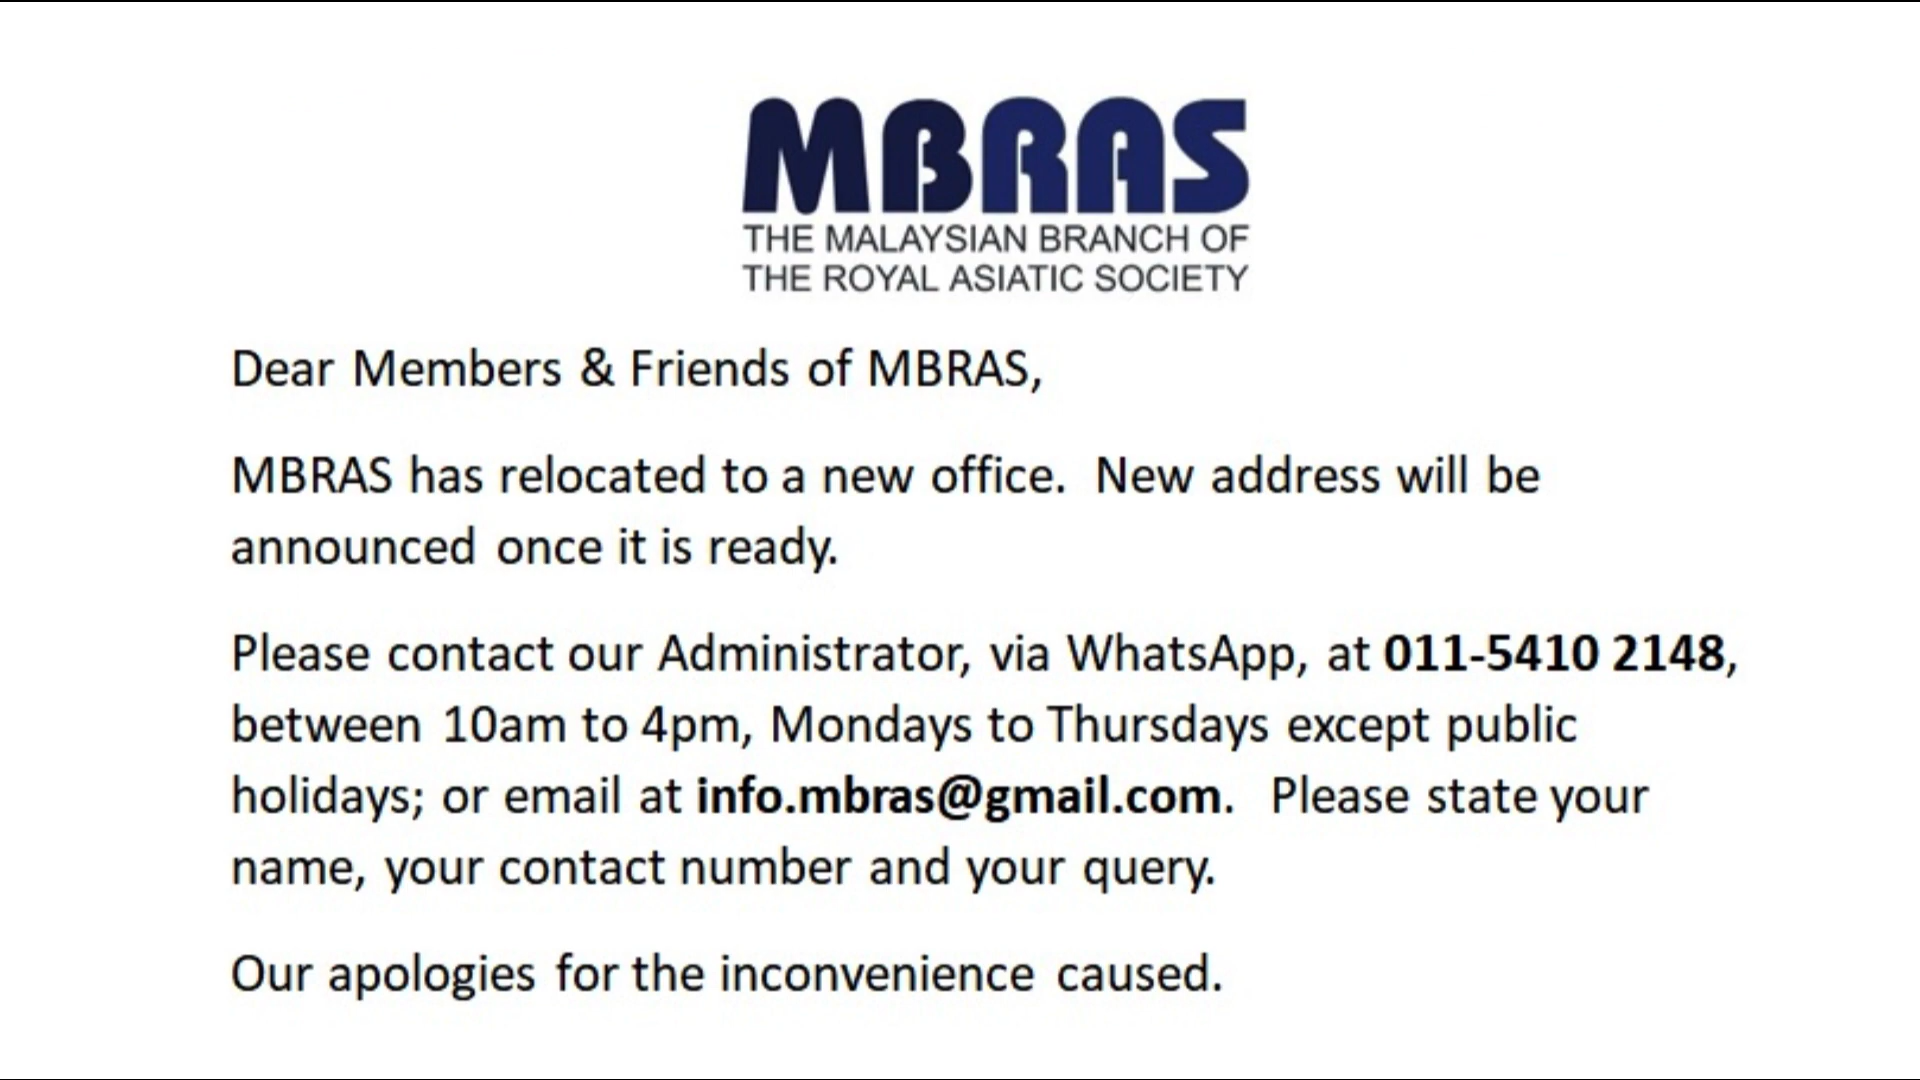 MBRAS
THE MALAYSIAN BRANCH OF
THE ROYAL ASIATIC SOCIETY
Dear Members & Friends of MBRAS,
MBRAS has relocated to a new office.  New address will be
announced once it is ready.
Please contact our Administrator, via WhatsApp, at 011-5410 2148,
between 10am to 4pm, Mondays to Thursdays except public
holidays; or email at info.mbras@gmail.com.  Please state your
name, your contact number and your query.
Our apologies for the inconvenience caused.